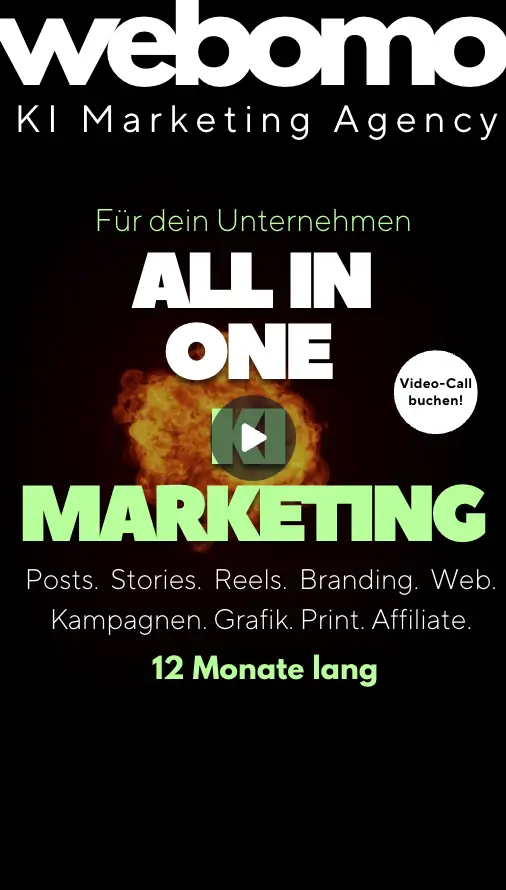 webomo
KI Marketing Agency
Für dein Unternehmen
ALL IN
ONE
Video-Call
buchen!
KI
MARKETING
Posts. Stories. Reels. Branding. Web.
Kampagnen. Grafik. Print. Affiliate.
12 Monate lang